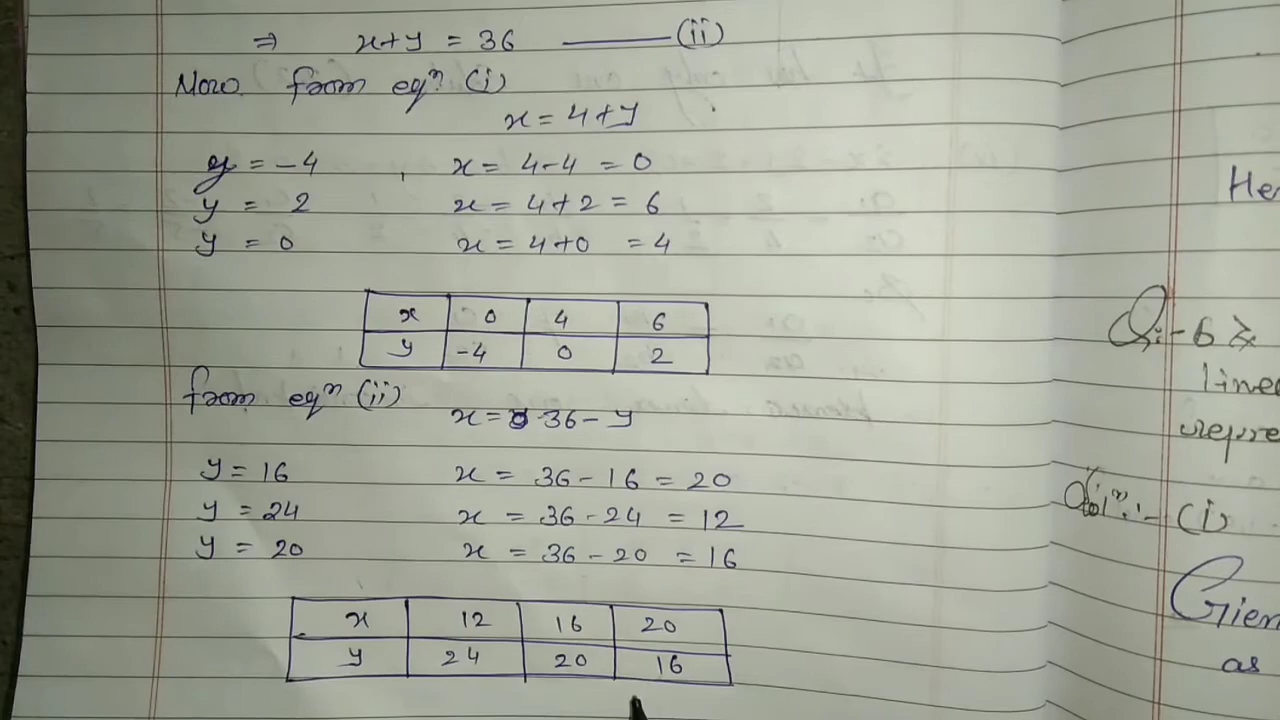 ⇒ x+y = 36 ——— (ii)
Now from eqⁿ (i)
x = 4+y
y = -4 , x = 4-4 = 0
y = 2 x = 4+2 = 6
y = 0 x = 4+0 = 4
x 0 4 6
y -4 0 2
from eqⁿ (ii)
x = 36-y
y = 16 x = 36-16 = 20
y = 24 x = 36-24 = 12
y = 20 x = 36-20 = 16
x 12 16 20
y 24 20 16
He
Q:-6
line
repre
Solⁿ:- (i)
Gien
as